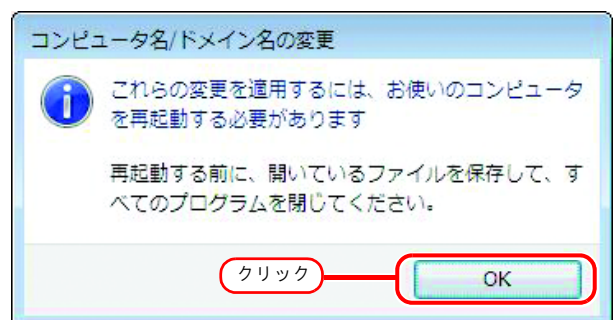 コンピュータ名/ドメイン名の変更
これらの変更を適用するには、お使いのコンピュータ
を再起動する必要があります
再起動する前に、開いているファイルを保存して、す
べてのプログラムを閉じてください。
クリック
OK